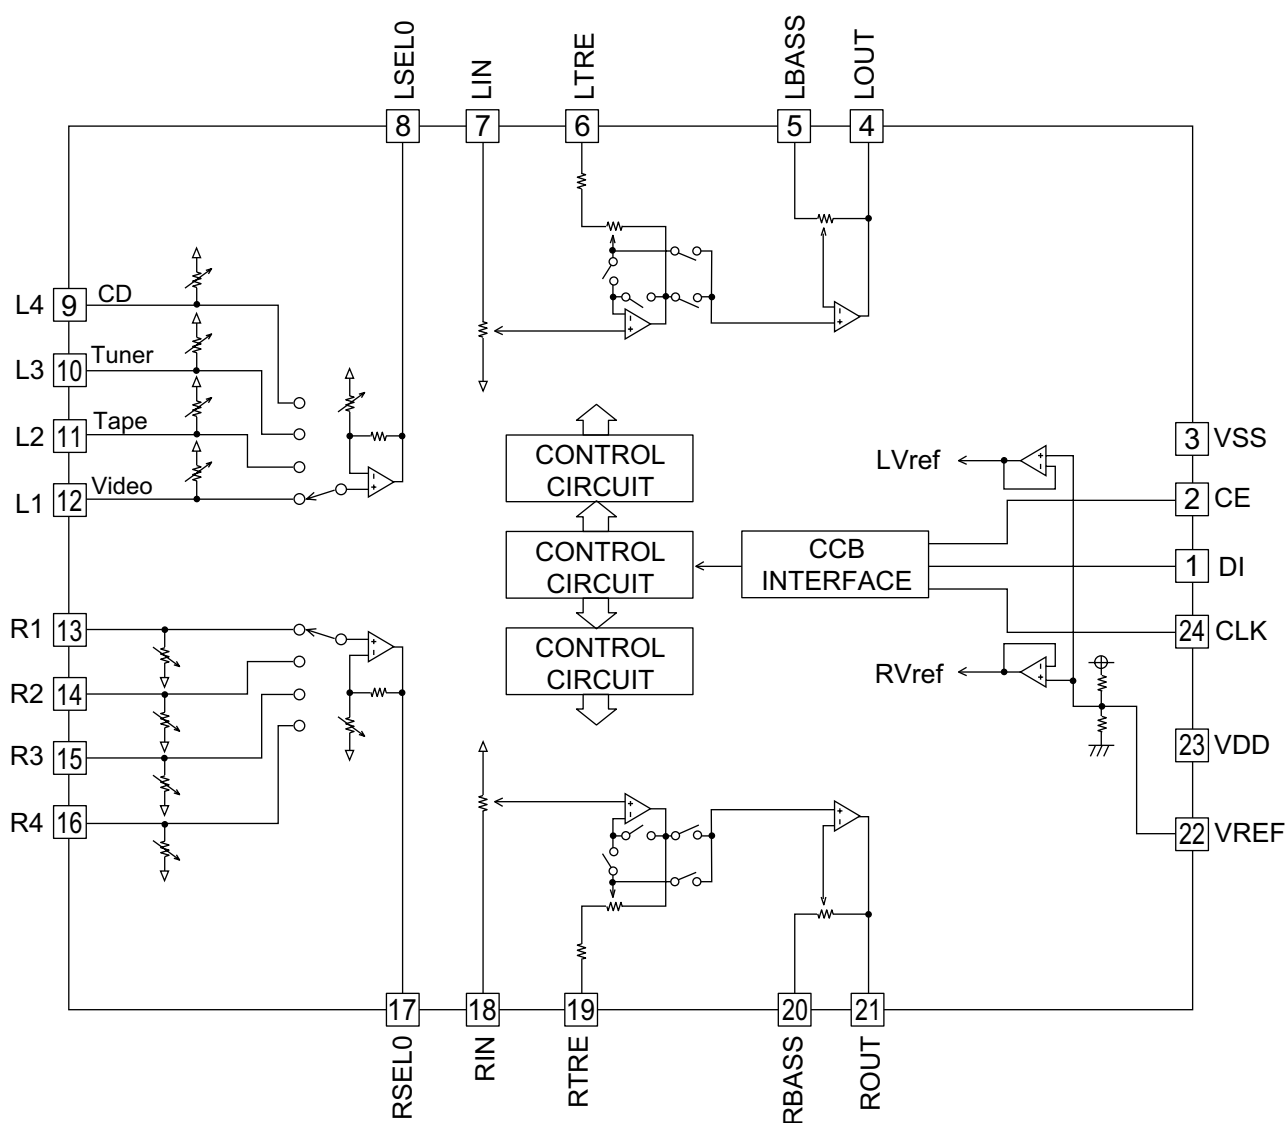 LSEL0
LIN
LTRE
LBASS
LOUT
8
7
6
5
4
L4 9 CD
L3 10 Tuner
L2 11 Tape
L1 12 Video
R1 13
R2 14
R3 15
R4 16
CONTROL
CIRCUIT
CONTROL
CIRCUIT
CONTROL
CIRCUIT
CCB
INTERFACE
LVref
RVref
3 VSS
2 CE
1 DI
24 CLK
23 VDD
22 VREF
17
18
19
20
21
RSEL0
RIN
RTRE
RBASS
ROUT